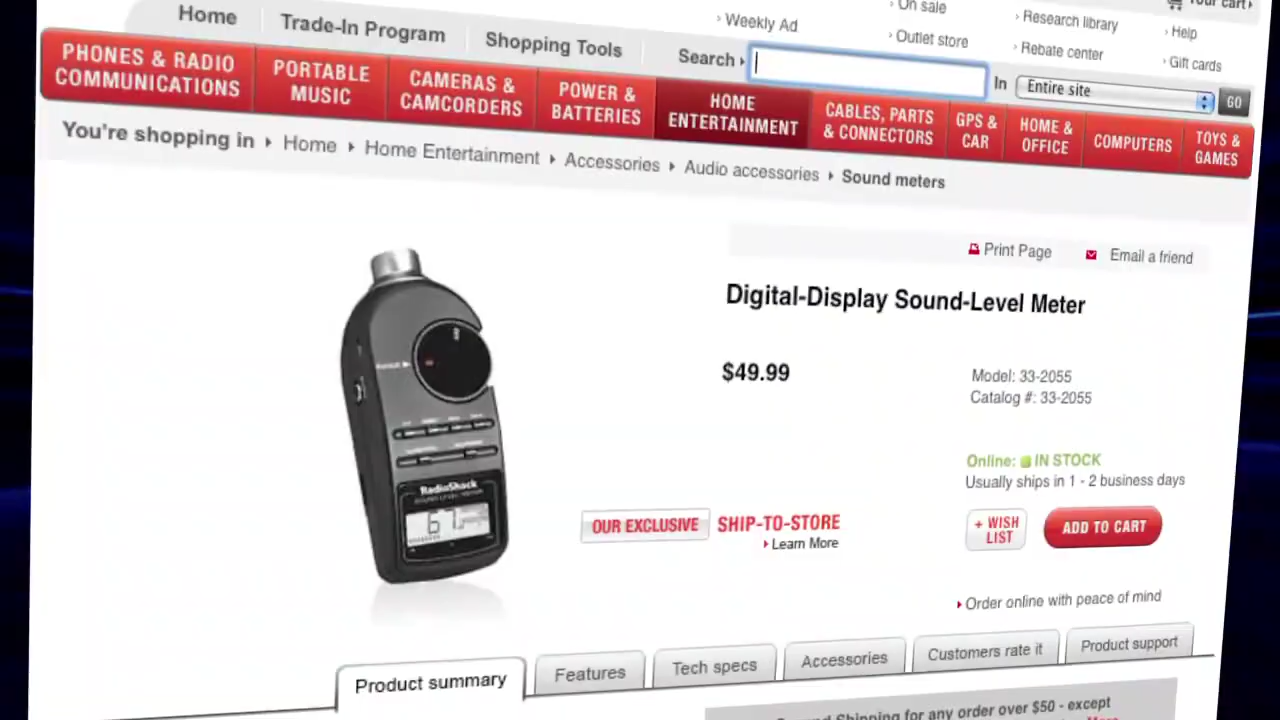 Home
Trade-In Program
Shopping Tools
› Weekly Ad
› On sale
› Outlet store
› Research library
› Rebate center
› Help
› Gift cards
Your cart ›
Search ›
In
Entire site
GO
PHONES & RADIO
COMMUNICATIONS
PORTABLE
MUSIC
CAMERAS &
CAMCORDERS
POWER &
BATTERIES
HOME
ENTERTAINMENT
CABLES, PARTS
& CONNECTORS
GPS &
CAR
HOME &
OFFICE
COMPUTERS
TOYS &
GAMES
You're shopping in › Home › Home Entertainment › Accessories › Audio accessories › Sound meters
Print Page
Email a friend
Digital-Display Sound-Level Meter
$49.99
Model: 33-2055
Catalog #: 33-2055
Online: IN STOCK
Usually ships in 1 - 2 business days
RadioShack
67
OUR EXCLUSIVE
SHIP-TO-STORE
› Learn More
+ WISH
LIST
ADD TO CART
› Order online with peace of mind
Product summary
Features
Tech specs
Accessories
Customers rate it
Product support
Shipping for any order over $50 - except